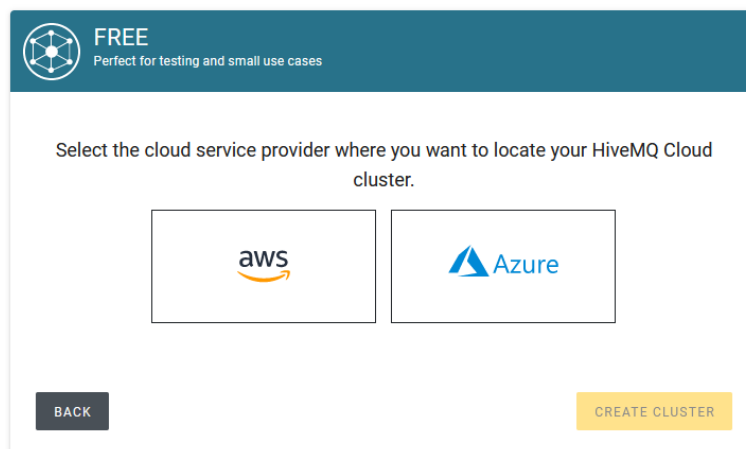 FREE
Perfect for testing and small use cases
Select the cloud service provider where you want to locate your HiveMQ Cloud
cluster.
aws
Azure
BACK
CREATE CLUSTER